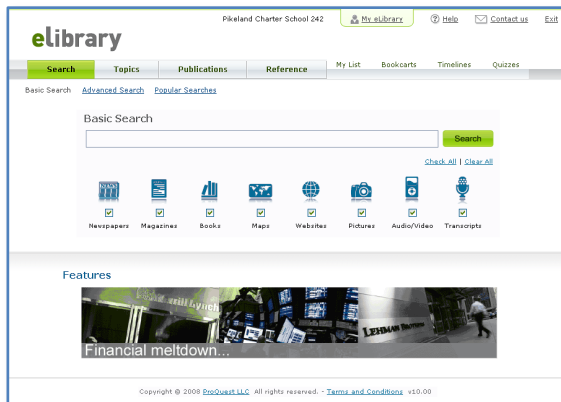 Pikeland Charter School 242 My eLibrary Help Contact us Exit
elibrary
Search Topics Publications Reference My List Bookcarts Timelines Quizzes
Basic Search Advanced Search Popular Searches
Basic Search
Search
Check All | Clear All
Newspapers Magazines Books Maps Websites Pictures Audio/Video Transcripts
Features
Merrill Lynch
LEHMAN BROTHERS
Financial meltdown...
Copyright © 2008 ProQuest LLC All rights reserved. - Terms and Conditions v10.00